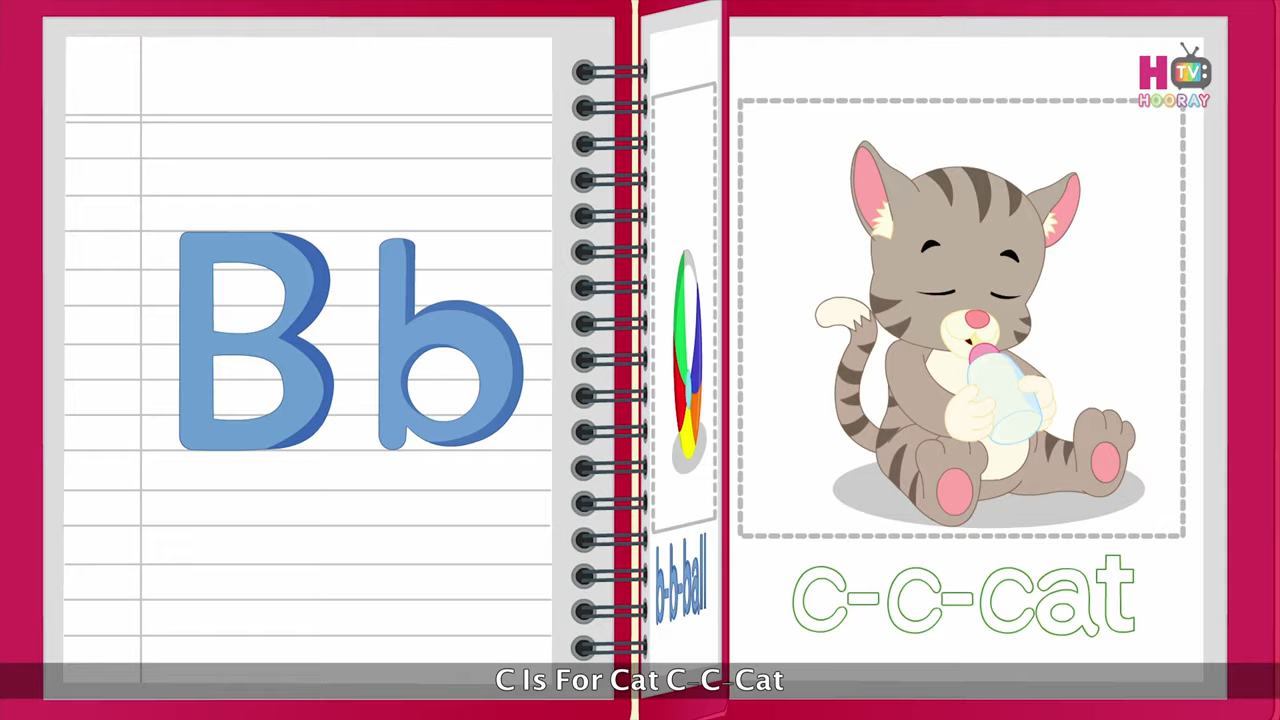 H TV
HOORAY
Bb
b-b-ball
c-c-cat
C Is For Cat C-C-Cat